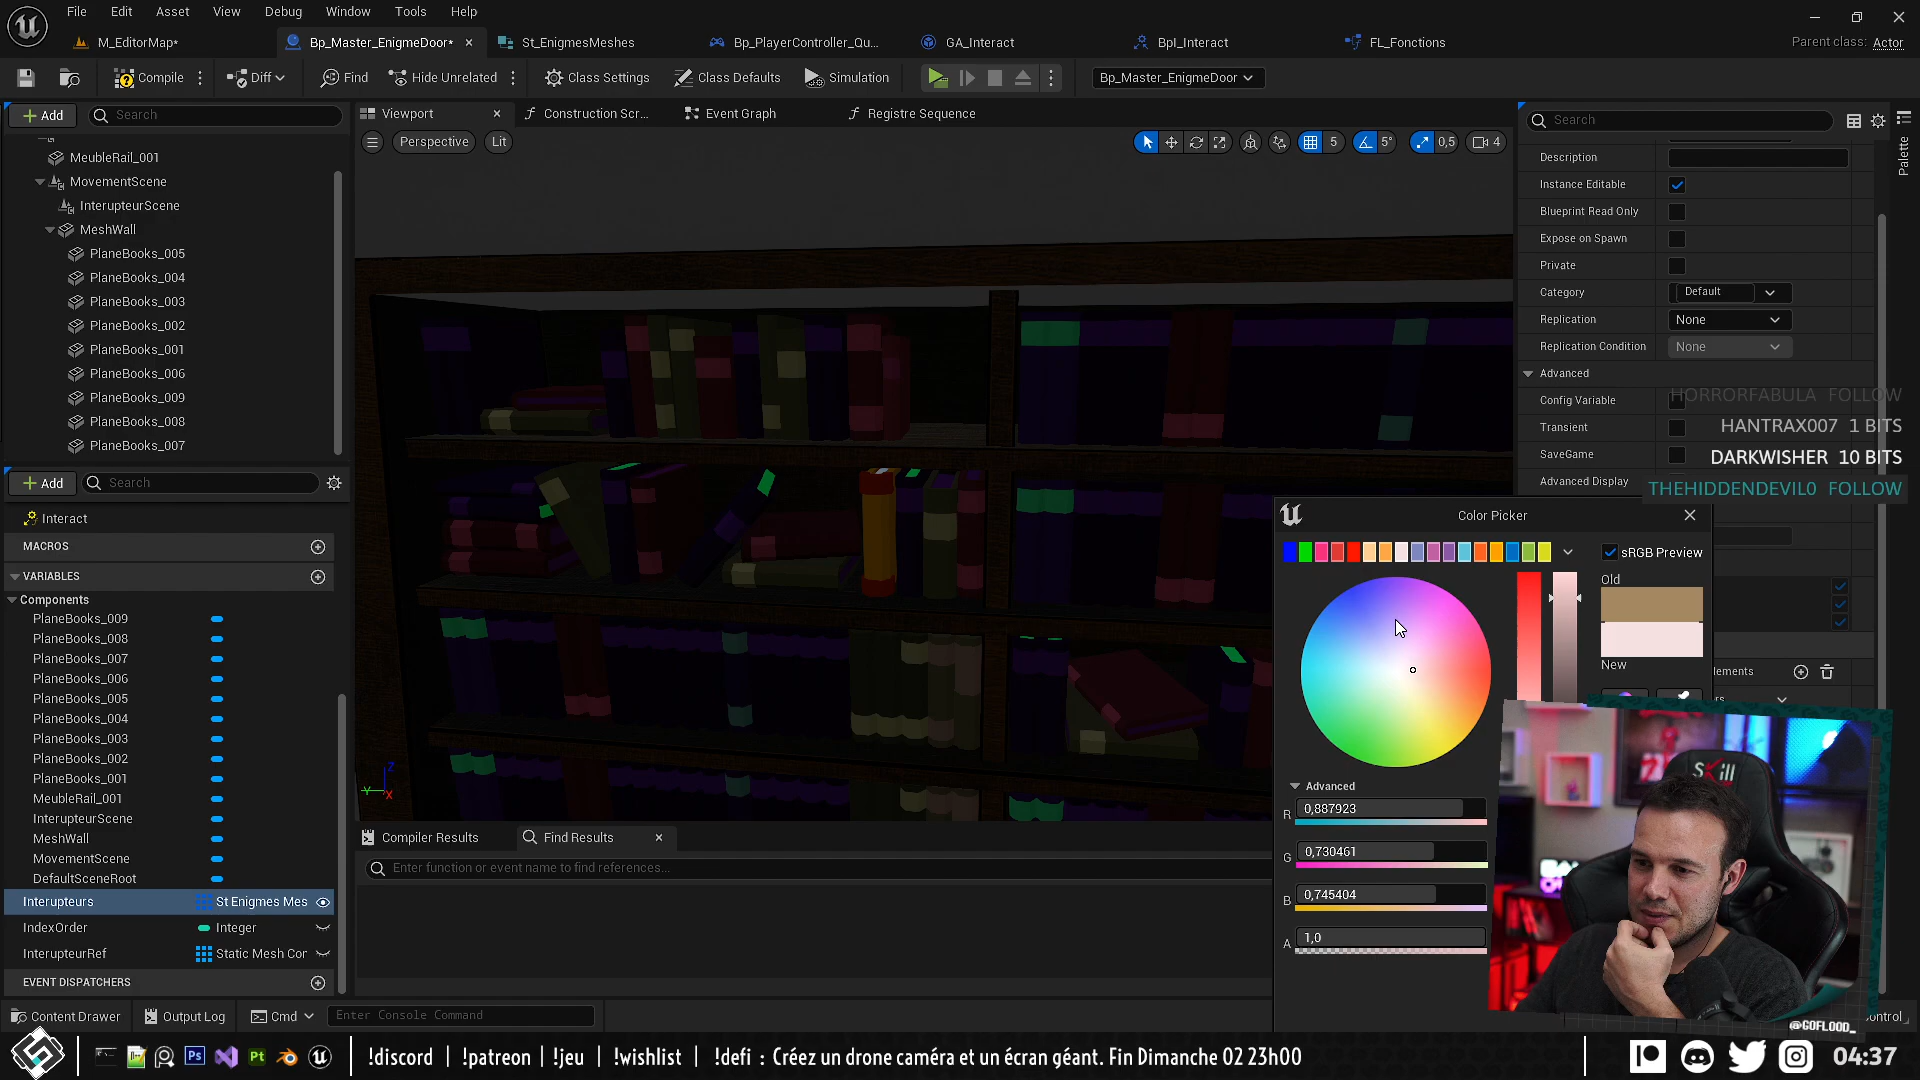 File Edit Asset View Debug Window Tools Help
M_EditorMap* Bp_Master_EnigmeDoor* St_EnigmesMeshes Bp_PlayerController_Qu... GA_Interact BpI_Interact FL_Fonctions Parent class: Actor
Compile Diff Find Hide Unrelated Class Settings Class Defaults Simulation Bp_Master_EnigmeDoor
Add Search
Viewport Construction Scr... Event Graph Registre Sequence
Search
Perspective Lit 5 5° 0,5 4
Palette
MeubleRail_001
MovementScene
InterupteurScene
MeshWall
PlaneBooks_005
PlaneBooks_004
PlaneBooks_003
PlaneBooks_002
PlaneBooks_001
PlaneBooks_006
PlaneBooks_009
PlaneBooks_008
PlaneBooks_007
Add Search
Interact
MACROS
VARIABLES
Components
PlaneBooks_009
PlaneBooks_008
PlaneBooks_007
PlaneBooks_006
PlaneBooks_005
PlaneBooks_004
PlaneBooks_003
PlaneBooks_002
PlaneBooks_001
MeubleRail_001
InterupteurScene
MeshWall
MovementScene
DefaultSceneRoot
Interupteurs St Enigmes Mes
IndexOrder Integer
InterupteurRef Static Mesh Cor
EVENT DISPATCHERS
Description
Instance Editable
Blueprint Read Only
Expose on Spawn
Private
Category Default
Replication None
Replication Condition None
Advanced
Config Variable
Transient
SaveGame
Advanced Display
HORRORFABULA FOLLOW
HANTRAX007 1 BITS
DARKWISHER 10 BITS
THEHIDDENDEVIL0 FOLLOW
Color Picker
sRGB Preview
Old
New
Advanced
R 0,887923
G 0,730461
B 0,745404
A 1,0
Compiler Results Find Results
Enter function or event name to find references...
Content Drawer Output Log Cmd Enter Console Command
SKILL
@GOFLOOD_
Ps Pt !discord | !patreon | !jeu | !wishlist | !defi : Créez un drone caméra et un écran géant. Fin Dimanche 02 23h00
04:37